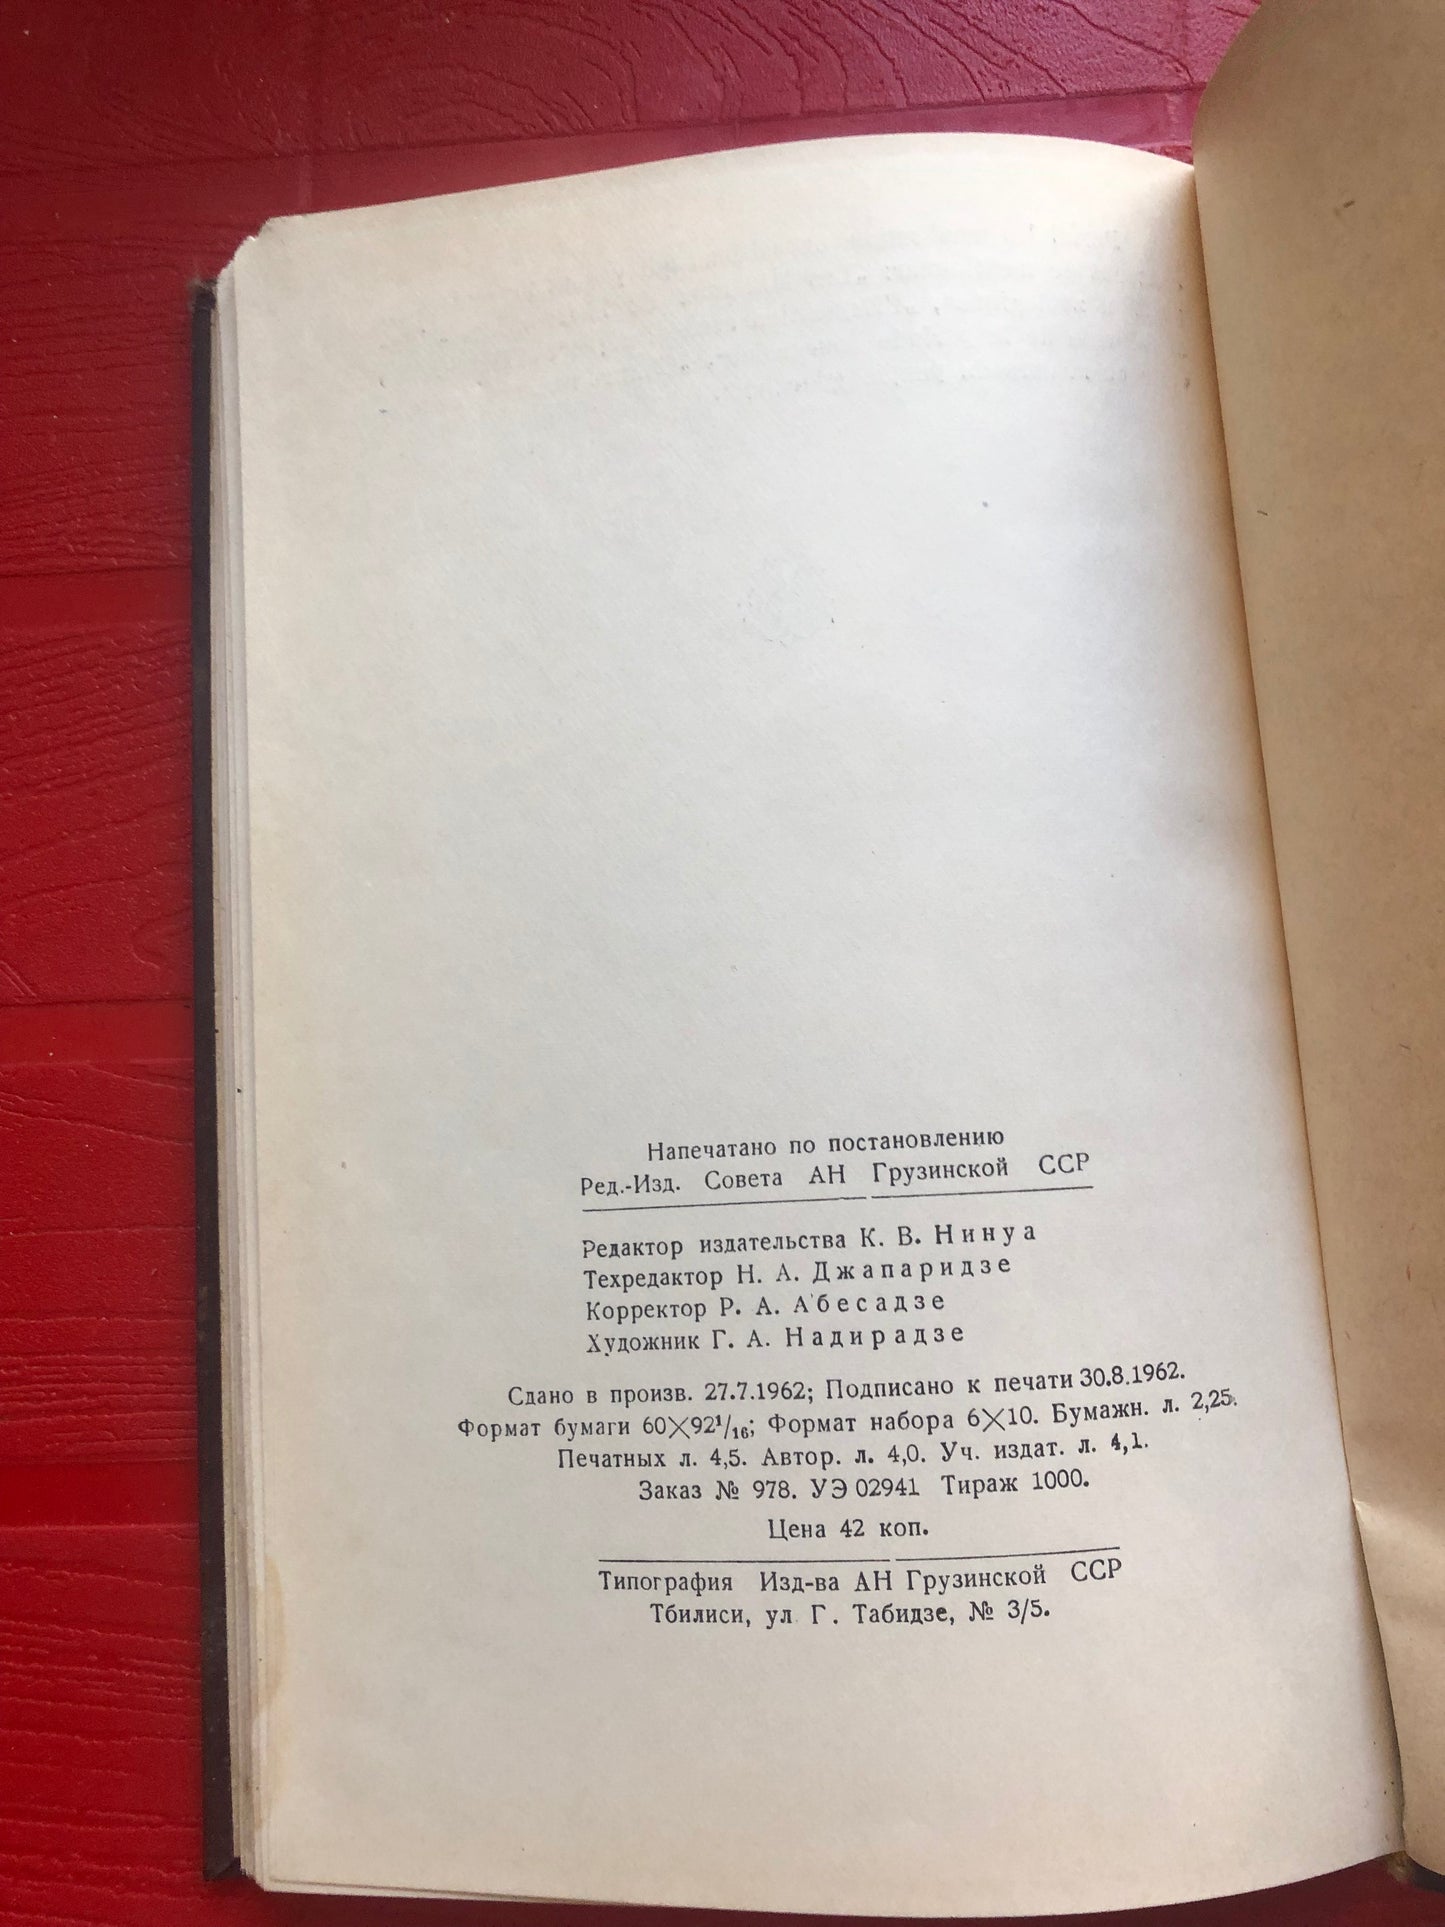 Напечатано по постановлению
Ред.-Изд. Совета АН Грузинской ССР
Редактор издательства К. В. Нинуа
Техредактор Н. А. Джапаридзе
Корректор Р. А. Абесадзе
Художник Г. А. Надирадзе
Сдано в произв. 27.7.1962; Подписано к печати 30.8.1962.
Формат бумаги 60×92¹/₁₆; Формат набора 6×10. Бумажн. л. 2,25.
Печатных л. 4,5. Автор. л. 4,0. Уч. издат. л. 4,1.
Заказ № 978. УЭ 02941 Тираж 1000.
Цена 42 коп.
Типография Изд-ва АН Грузинской ССР
Тбилиси, ул Г. Табидзе, № 3/5.